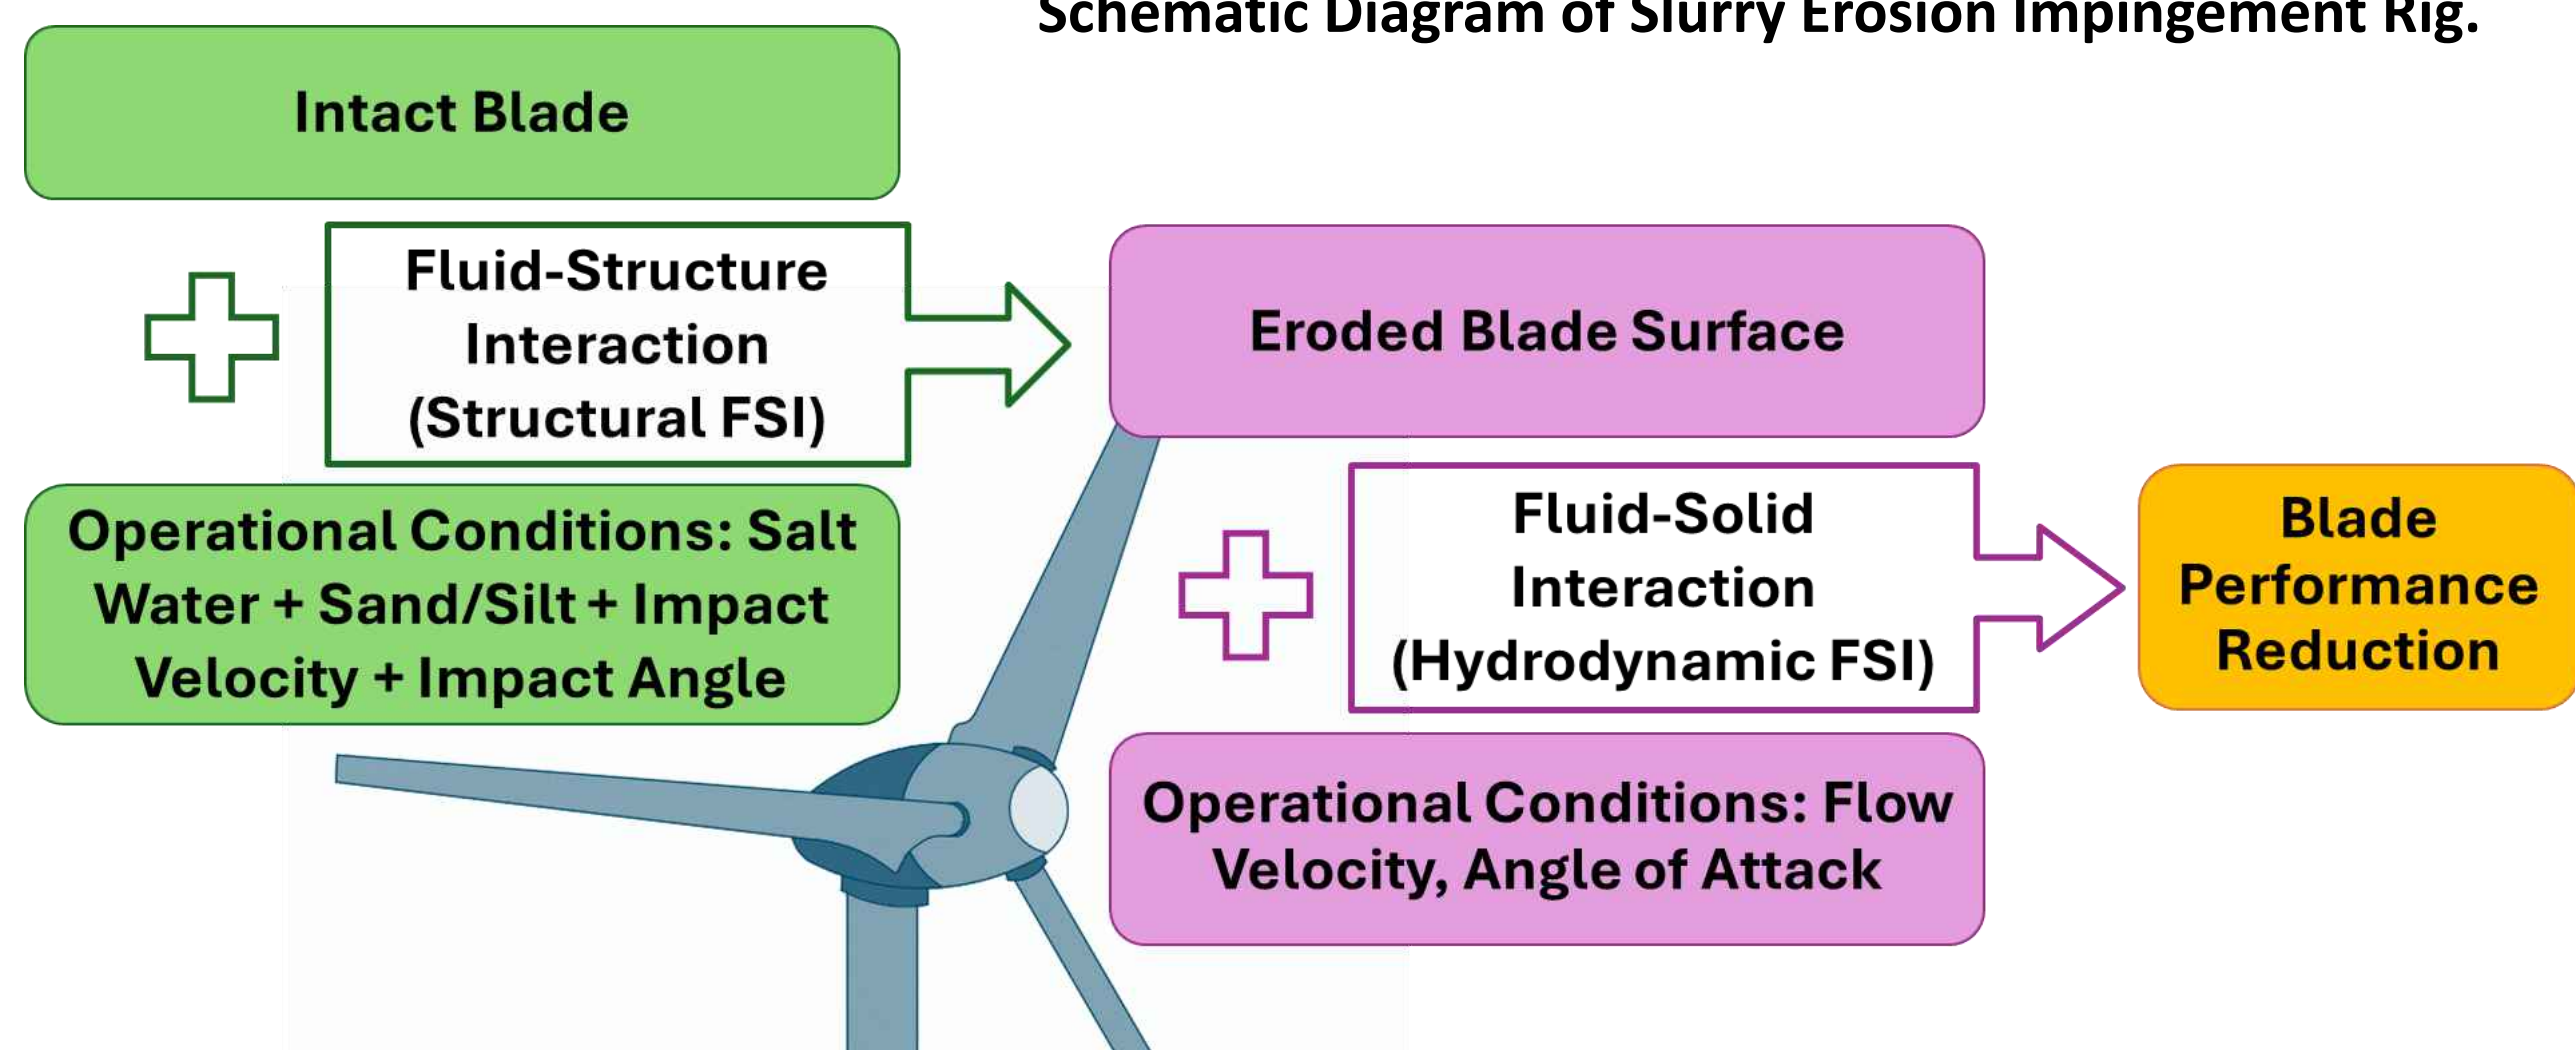 Schematic Diagram of Slurry Erosion Impingement Rig.
Intact Blade
Fluid-Structure
Interaction
(Structural FSI)
Operational Conditions: Salt
Water + Sand/Silt + Impact
Velocity + Impact Angle
Eroded Blade Surface
Fluid-Solid
Interaction
(Hydrodynamic FSI)
Operational Conditions: Flow
Velocity, Angle of Attack
Blade
Performance
Reduction